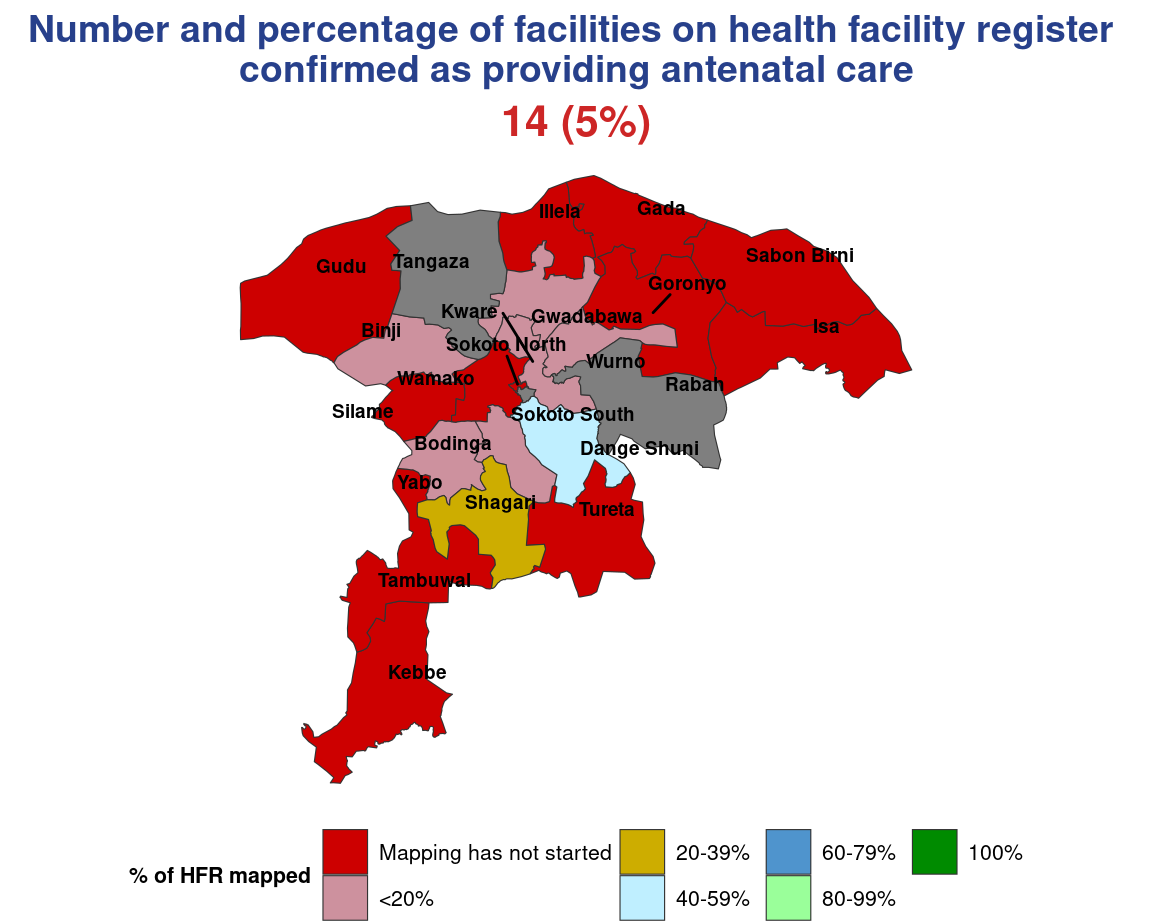 Number and percentage of facilities on health facility register
confirmed as providing antenatal care
14 (5%)
Illela
Gada
Sabon Birni
Gudu
Tangaza
Goronyo
Kware
Gwadabawa
Isa
Binji
Sokoto North
Wurno
Wamako
Rabah
Silame
Sokoto South
Bodinga
Dange Shuni
Yabo
Shagari
Tureta
Tambuwal
Kebbe
% of HFR mapped
Mapping has not started
20-39%
60-79%
100%
<20%
40-59%
80-99%